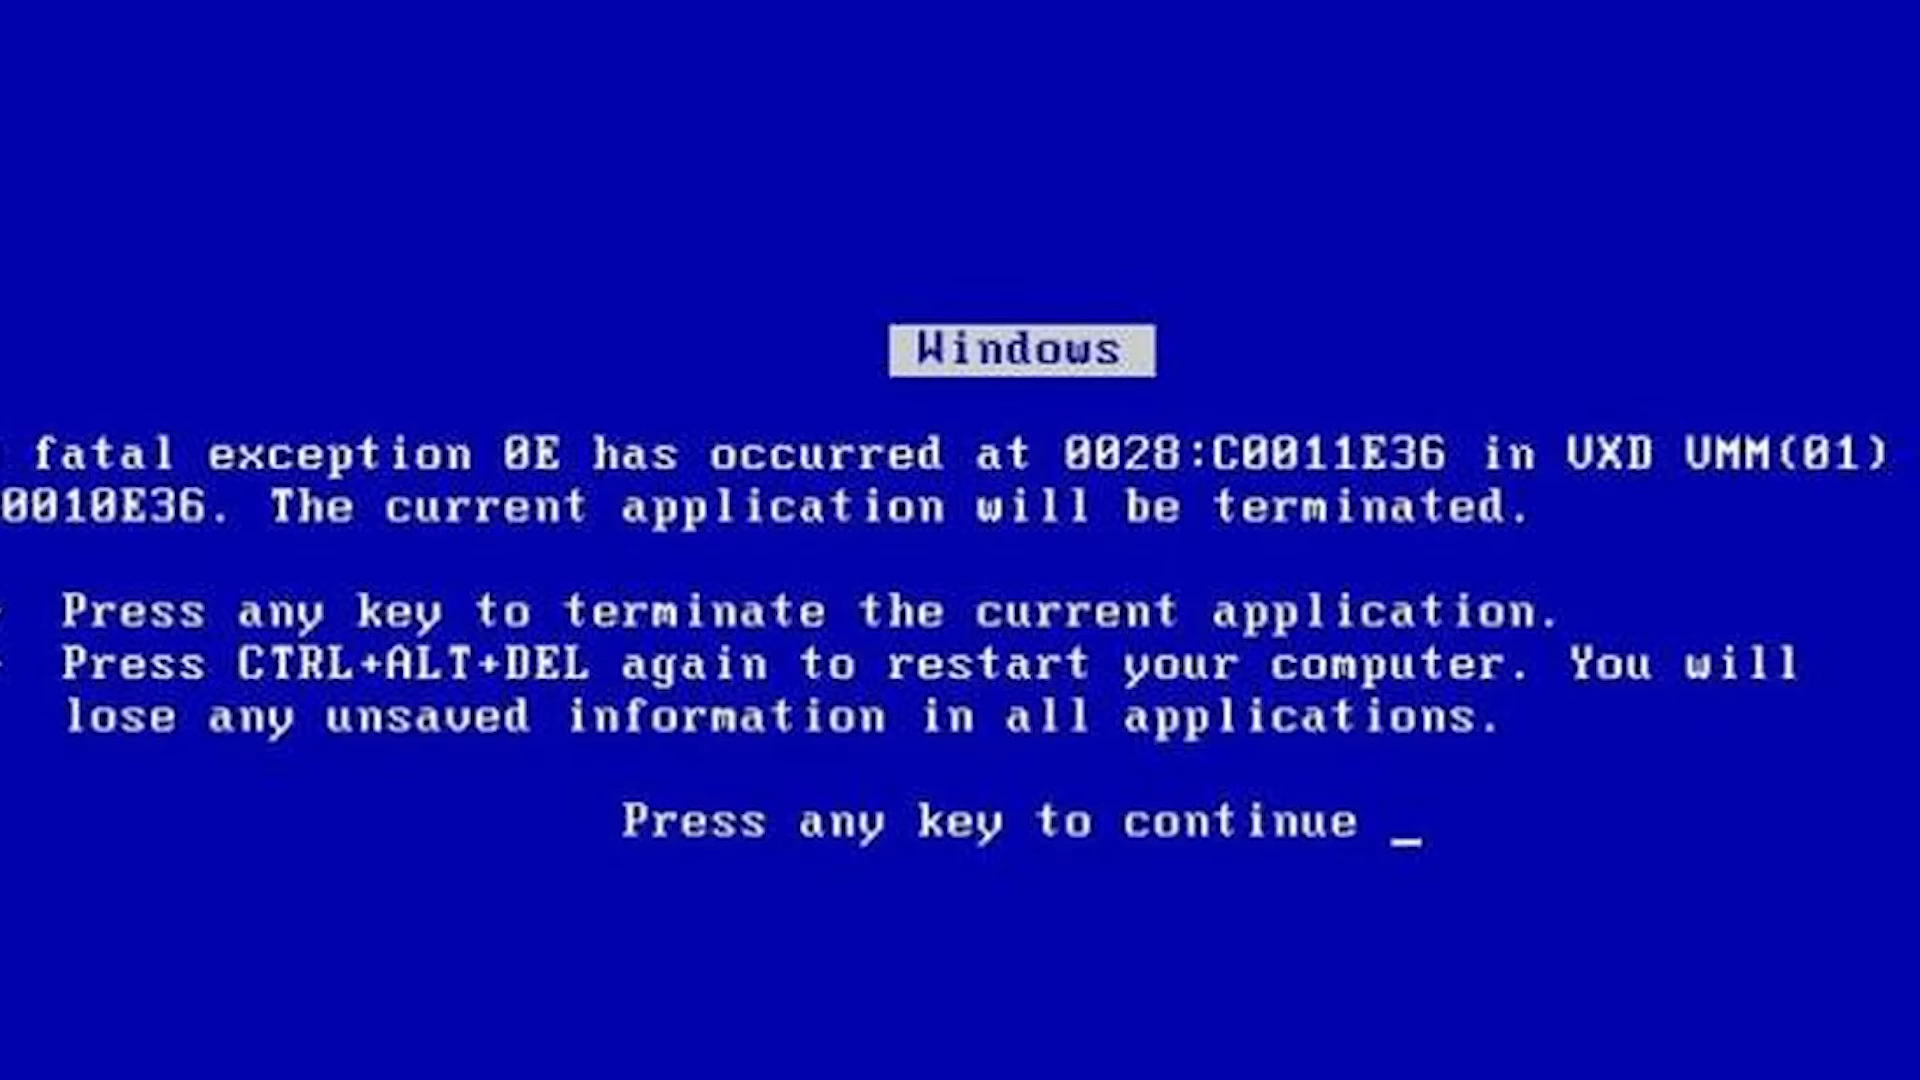 Windows
fatal exception 0E has occurred at 0028:C0011E36 in VXD VMM(01)
0010E36. The current application will be terminated.
Press any key to terminate the current application.
Press CTRL+ALT+DEL again to restart your computer. You will
lose any unsaved information in all applications.
Press any key to continue _